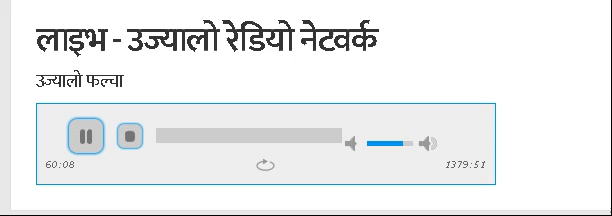 लाइभ - उज्यालो रेडियो नेटवर्क
उज्यालो फल्चा
60:08 1379:51